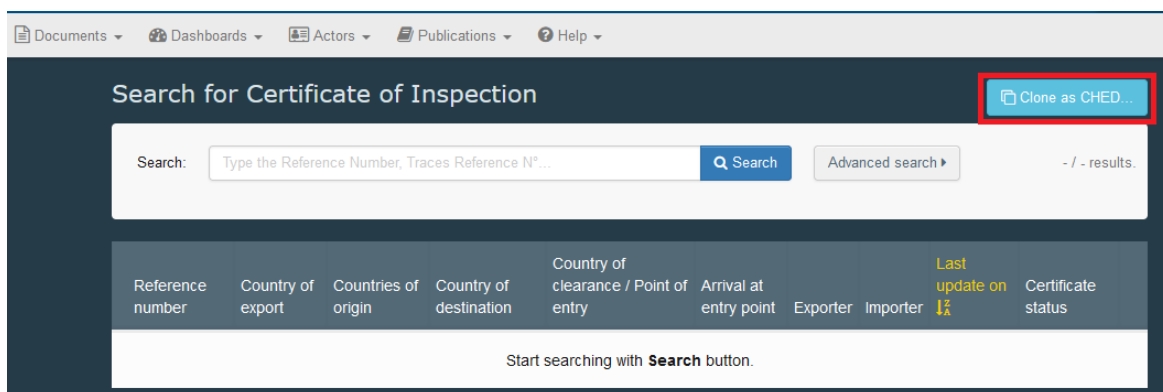 Documents Dashboards Actors Publications Help
Search for Certificate of Inspection
Clone as CHED...
Search: Type the Reference Number, Traces Reference N°... Search Advanced search - / - results.
Reference number
Country of export
Countries of origin
Country of destination
Country of clearance / Point of entry
Arrival at entry point
Exporter
Importer
Last update on
Certificate status
Start searching with Search button.